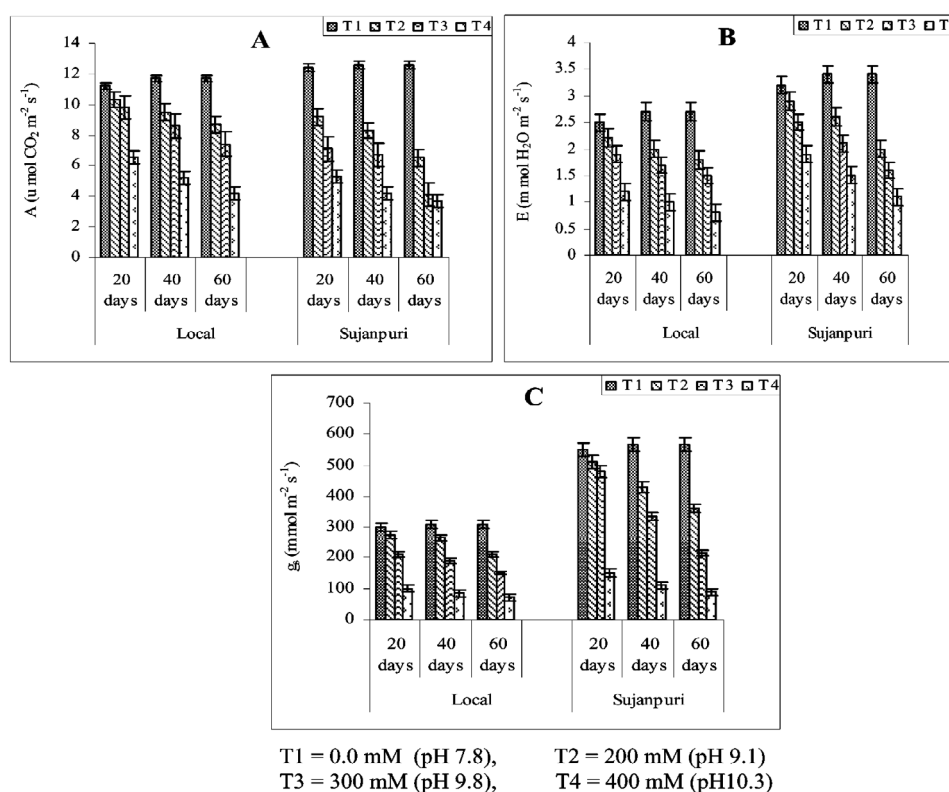 T1 T2 T3 T4
A
14
12
10
8
6
4
2
0
A (u mol CO₂ m⁻² s⁻¹)
20 days
40 days
60 days
20 days
40 days
60 days
Local
Sujanpuri
T1 T2 T3 T
B
4
3.5
3
2.5
2
1.5
1
0.5
0
E (m mol H₂O m⁻² s⁻¹)
20 days
40 days
60 days
20 days
40 days
60 days
Local
Sujanpuri
T1 T2 T3 T4
C
700
600
500
400
300
200
100
0
gₛ (mmol m⁻² s⁻¹)
20 days
40 days
60 days
20 days
40 days
60 days
Local
Sujanpuri
T1 = 0.0 mM (pH 7.8), T2 = 200 mM (pH 9.1)
T3 = 300 mM (pH 9.8), T4 = 400 mM (pH10.3)